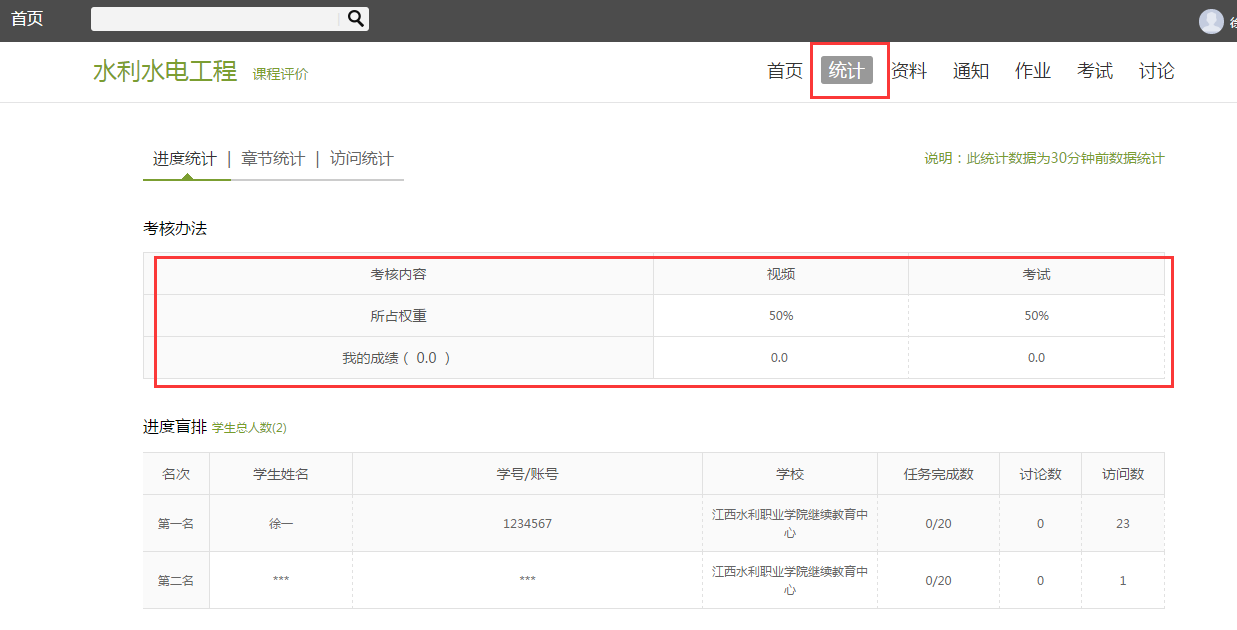 首页
徐
水利水电工程 课程评价
首页 统计 资料 通知 作业 考试 讨论
进度统计 | 章节统计 | 访问统计
说明：此统计数据为30分钟前数据统计
考核办法
考核内容 视频 考试
所占权重 50% 50%
我的成绩（ 0.0 ） 0.0 0.0
进度盲排 学生总人数(2)
名次 学生姓名 学号/账号 学校 任务完成数 讨论数 访问数
第一名 徐一 1234567 江西水利职业学院继续教育中心 0/20 0 23
第二名 *** *** 江西水利职业学院继续教育中心 0/20 0 1